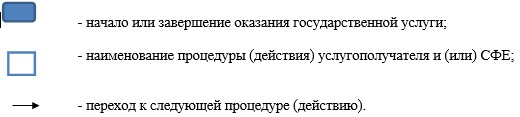 - начало или завершение оказания государственной услуги;
- наименование процедуры (действия) услугополучателя и (или) СФЕ;
- переход к следующей процедуре (действию).